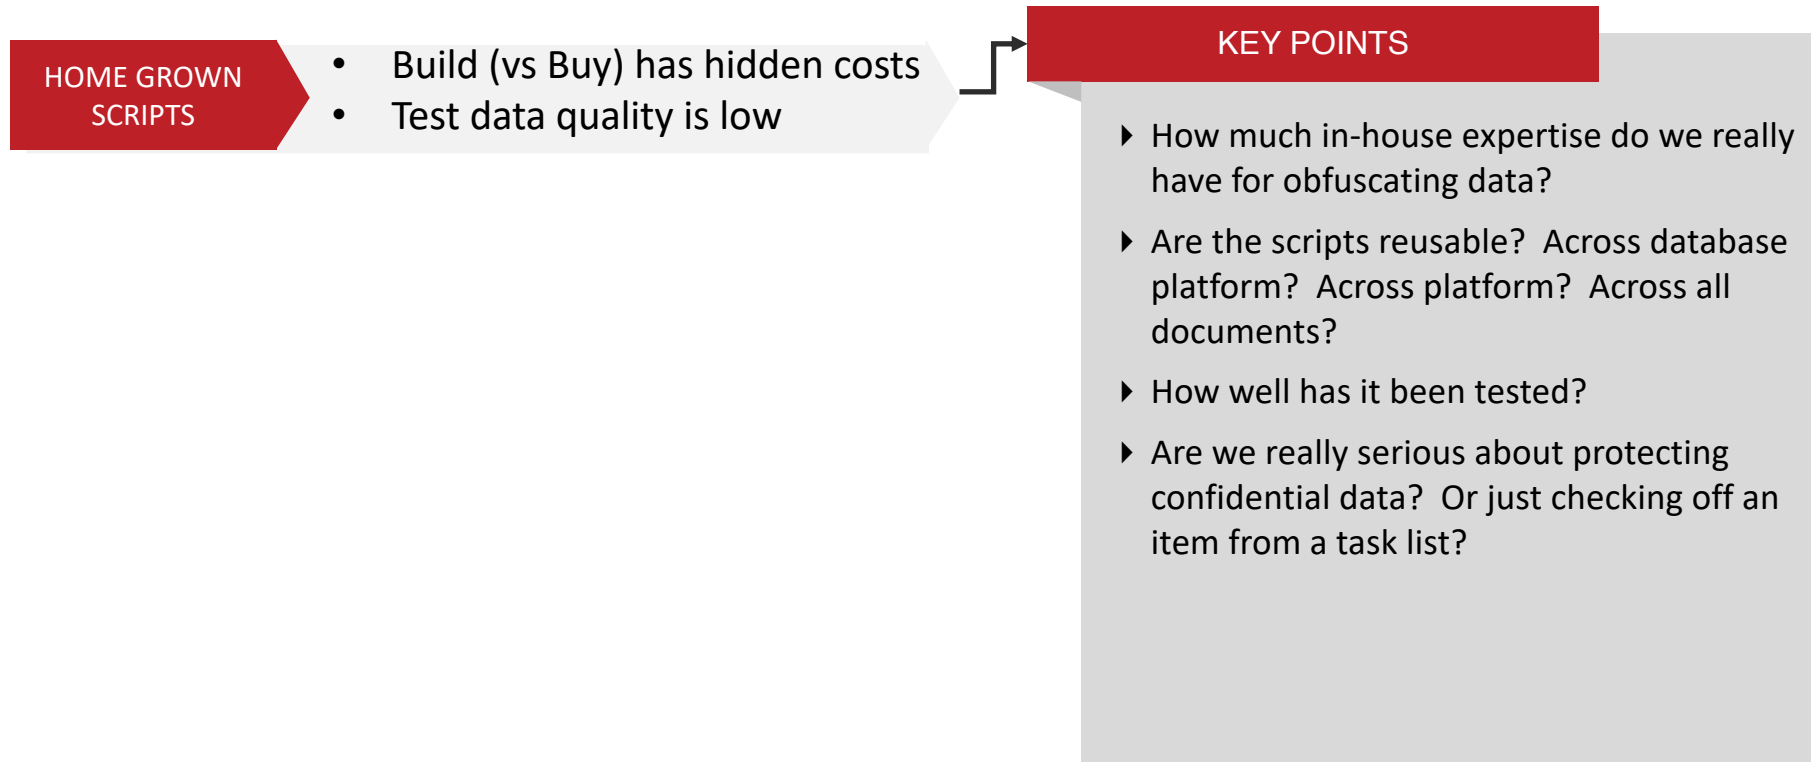 HOME GROWN
SCRIPTS
• Build (vs Buy) has hidden costs
• Test data quality is low
KEY POINTS
How much in-house expertise do we really
have for obfuscating data?
Are the scripts reusable?  Across database
platform?  Across platform?  Across all
documents?
How well has it been tested?
Are we really serious about protecting
confidential data?  Or just checking off an
item from a task list?